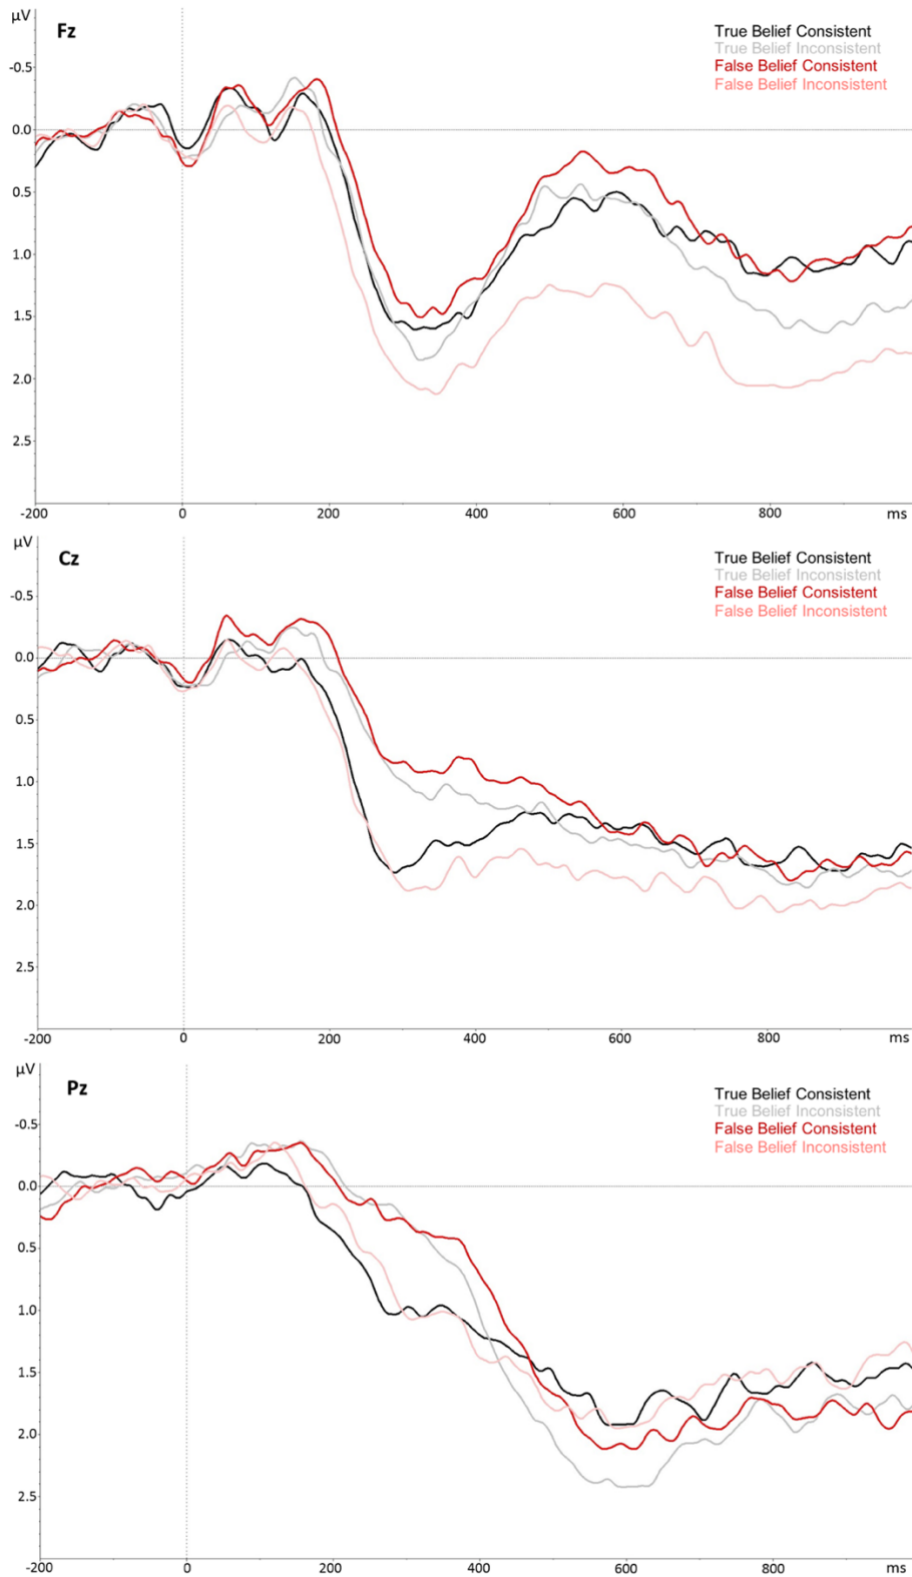 μV
Fz
True Belief Consistent
True Belief Inconsistent
False Belief Consistent
False Belief Inconsistent
-0.5
0.0
0.5
1.0
1.5
2.0
2.5
-200 0 200 400 600 800 ms
μV
Cz
True Belief Consistent
True Belief Inconsistent
False Belief Consistent
False Belief Inconsistent
-0.5
0.0
0.5
1.0
1.5
2.0
2.5
-200 0 200 400 600 800 ms
μV
Pz
True Belief Consistent
True Belief Inconsistent
False Belief Consistent
False Belief Inconsistent
-0.5
0.0
0.5
1.0
1.5
2.0
2.5
-200 0 200 400 600 800 ms